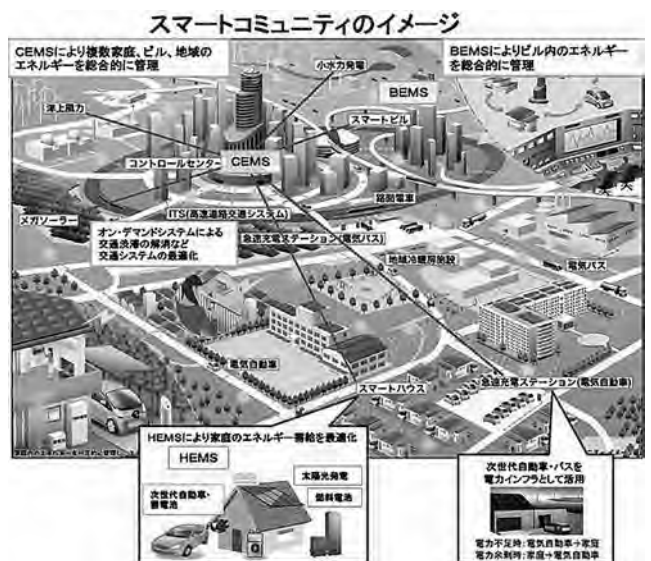 スマートコミュニティのイメージ
CEMSにより複数家庭、ビル、地域の
エネルギーを総合的に管理
BEMSによりビル内のエネルギー
を総合的に管理
小水力発電
BEMS
洋上風力
スマートビル
コントロールセンター
CEMS
路面電車
メガソーラー
ITS(高速道路交通システム)
オン・デマンドシステムによる
交通渋滞の解消など
交通システムの最適化
急速充電ステーション(電気バス)
地域冷暖房施設
電気バス
電気自動車
スマートハウス
急速充電ステーション(電気自動車)
HEMSにより家庭のエネルギー需給を最適化
HEMS
太陽光発電
次世代自動車・
蓄電池
燃料電池
次世代自動車・バスを
電力インフラとして活用
電力不足時:電気自動車→家庭
電力余剰時:家庭→電気自動車